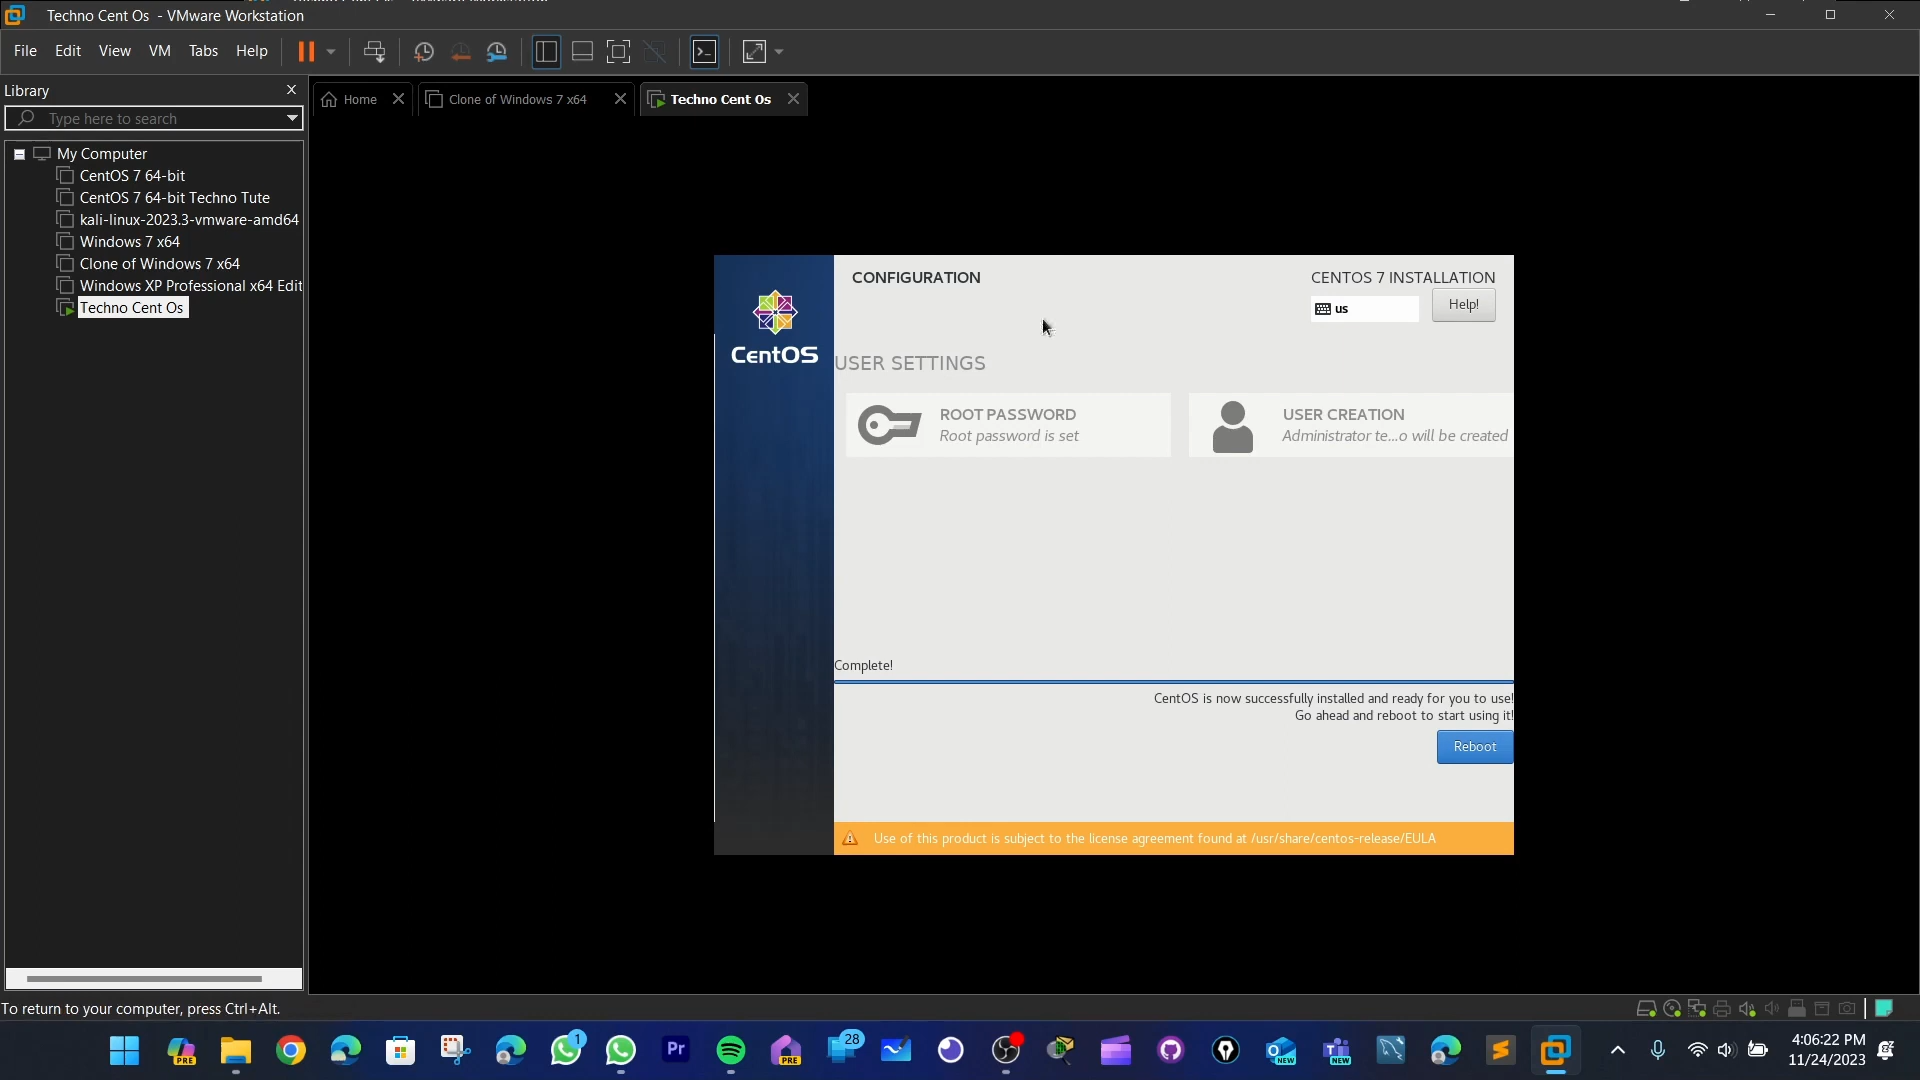 Techno Cent Os - VMware Workstation
File Edit View VM Tabs Help
Library
Type here to search
My Computer
CentOS 7 64-bit
CentOS 7 64-bit Techno Tute
kali-linux-2023.3-vmware-amd64
Windows 7 x64
Clone of Windows 7 x64
Windows XP Professional x64 Edit
Techno Cent Os
Home
Clone of Windows 7 x64
Techno Cent Os
CentOS
CONFIGURATION
CENTOS 7 INSTALLATION
us
Help!
USER SETTINGS
ROOT PASSWORD
Root password is set
USER CREATION
Administrator te...o will be created
Complete!
CentOS is now successfully installed and ready for you to use!
Go ahead and reboot to start using it!
Reboot
Use of this product is subject to the license agreement found at /usr/share/centos-release/EULA
To return to your computer, press Ctrl+Alt.
PRE
1
Pr
PRE
28
NEW
NEW
4:06:22 PM
11/24/2023